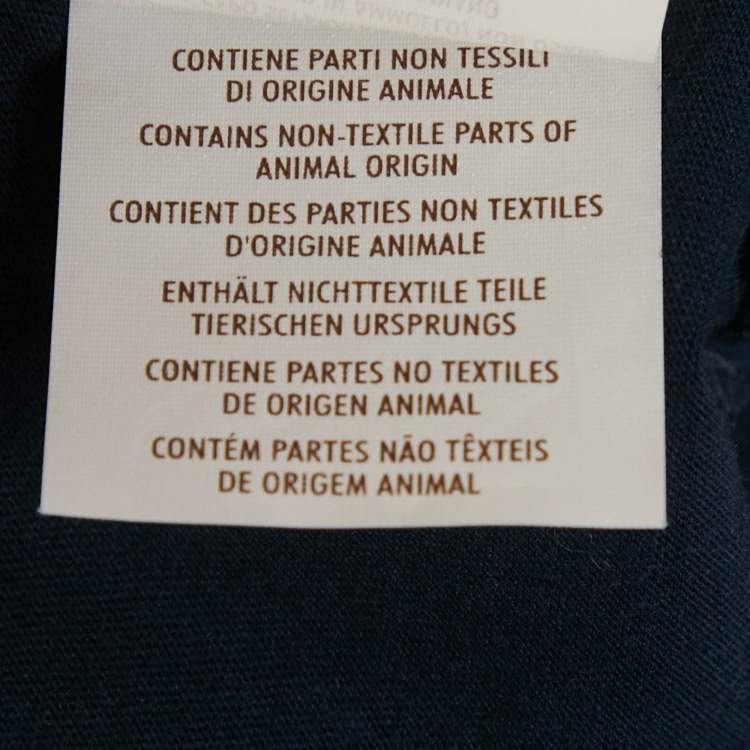 CONTIENE PARTI NON TESSILI
DI ORIGINE ANIMALE
CONTAINS NON-TEXTILE PARTS OF
ANIMAL ORIGIN
CONTIENT DES PARTIES NON TEXTILES
D'ORIGINE ANIMALE
ENTHÄLT NICHTTEXTILE TEILE
TIERISCHEN URSPRUNGS
CONTIENE PARTES NO TEXTILES
DE ORIGEN ANIMAL
CONTÉM PARTES NÃO TÊXTEIS
DE ORIGEM ANIMAL